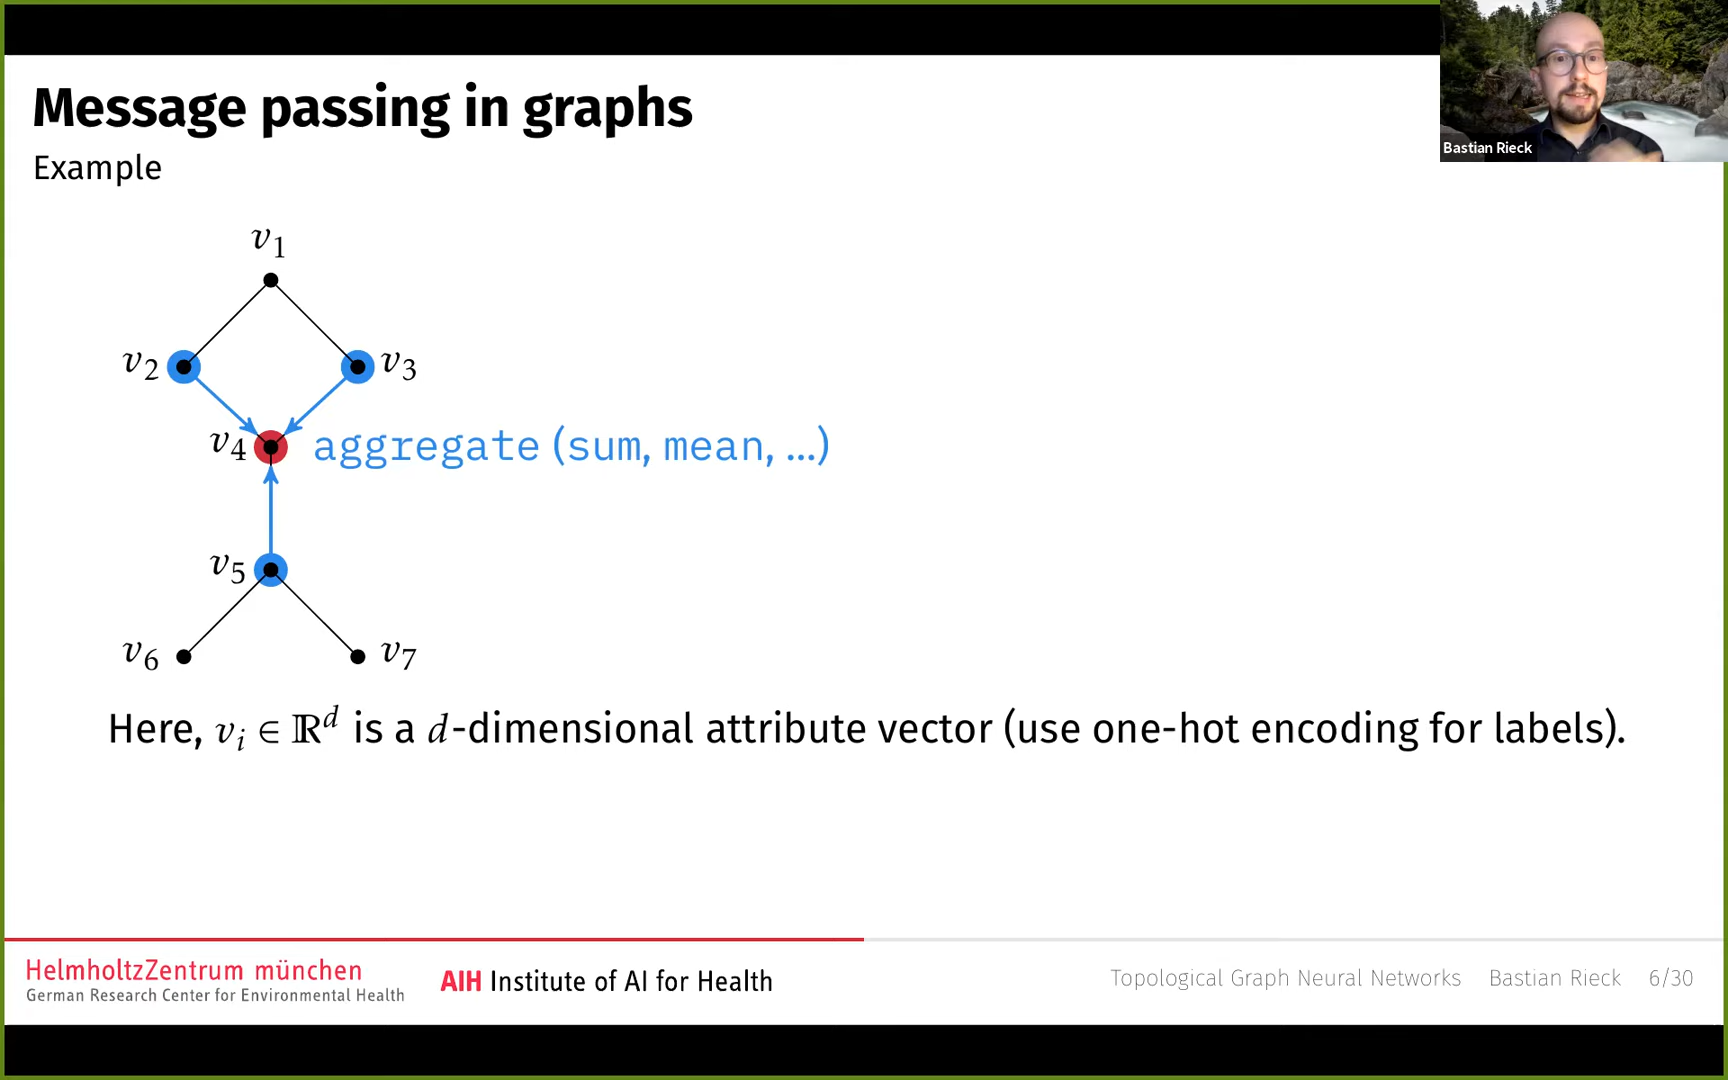 Message passing in graphs
Example
Bastian Rieck
v1
v2
v3
v4
aggregate (sum, mean, ...)
v5
v6
v7
Here, vᵢ ∈ ℝᵈ is a d-dimensional attribute vector (use one-hot encoding for labels).
HelmholtzZentrum münchen
German Research Center for Environmental Health
AIH Institute of AI for Health
Topological Graph Neural Networks Bastian Rieck 6/30